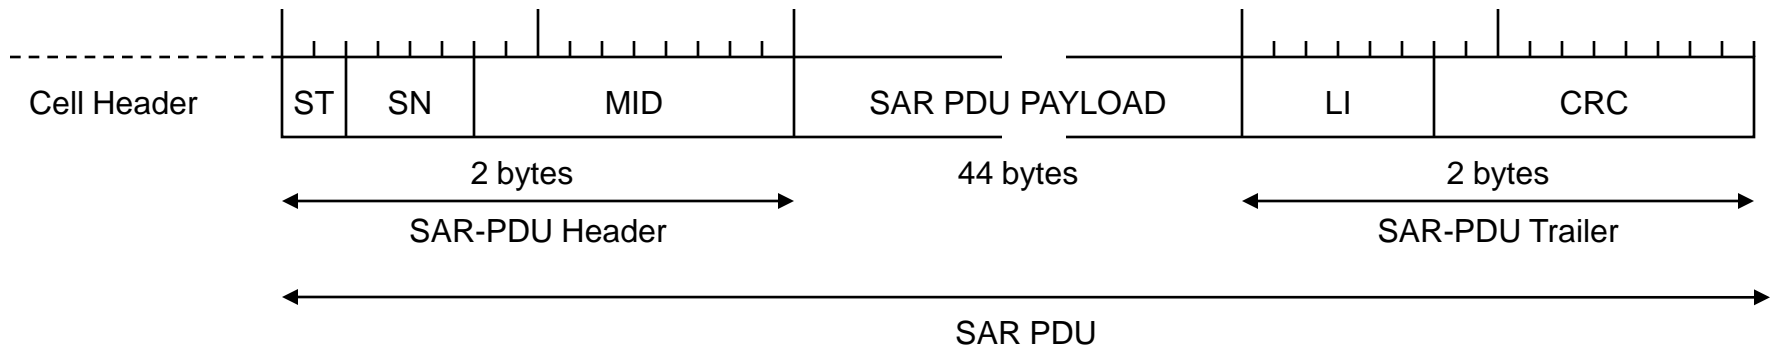 Cell Header
ST
SN
MID
SAR PDU PAYLOAD
LI
CRC
2 bytes
44 bytes
2 bytes
SAR-PDU Header
SAR-PDU Trailer
SAR PDU